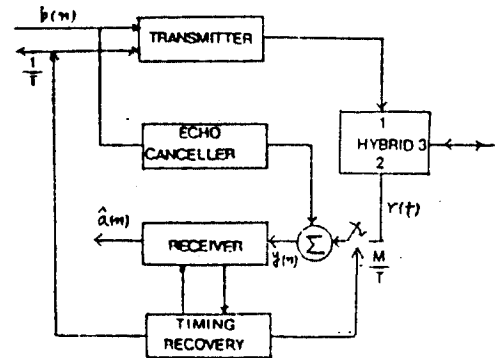 b(n)
TRANSMITTER
1/T
1
HYBRID 3
2
ECHO
CANCELLER
r(t)
â(n)
RECEIVER
y(n)
Σ
M/T
TIMING
RECOVERY